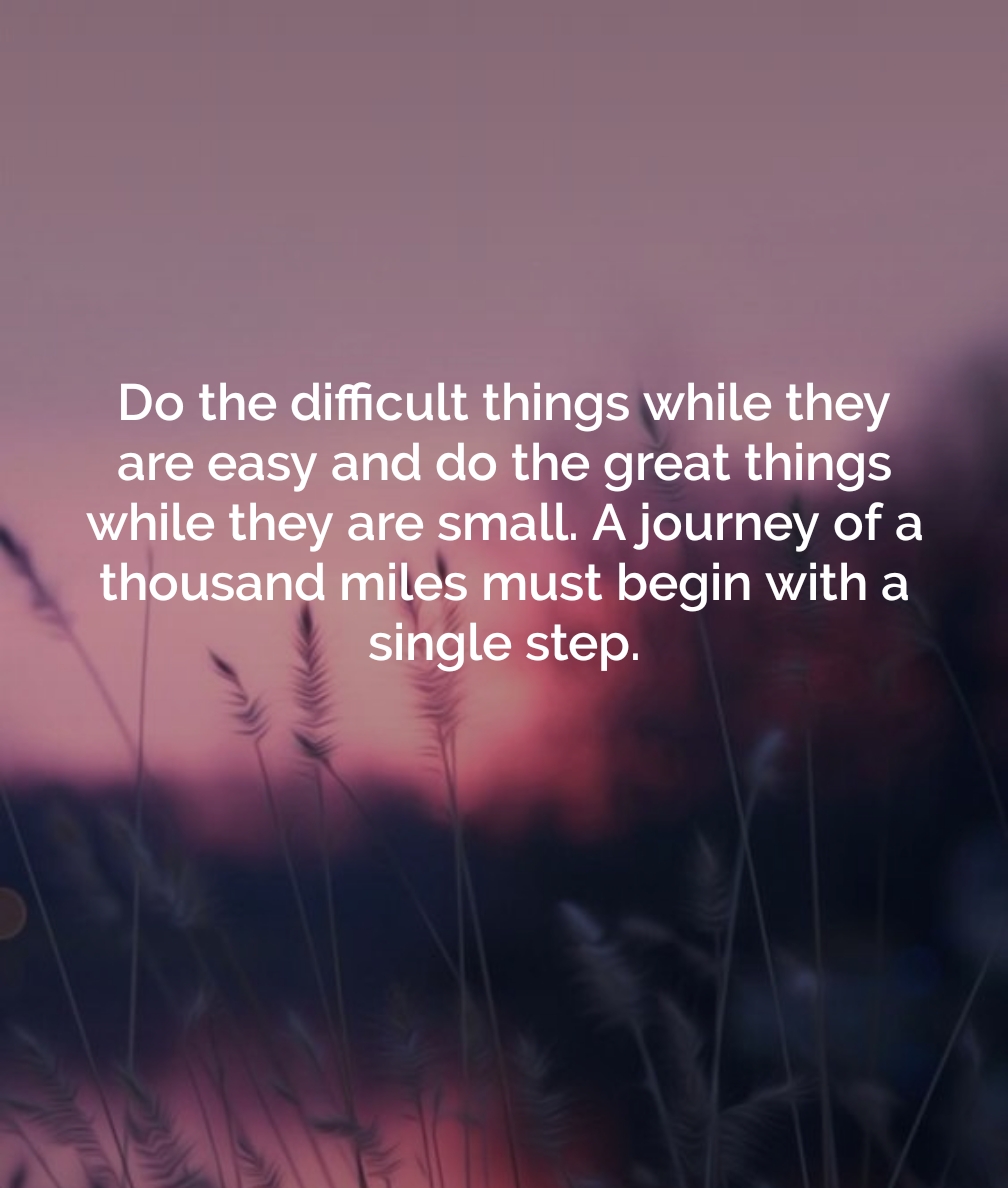 Do the difficult things while they
are easy and do the great things
while they are small. A journey of a
thousand miles must begin with a
single step.